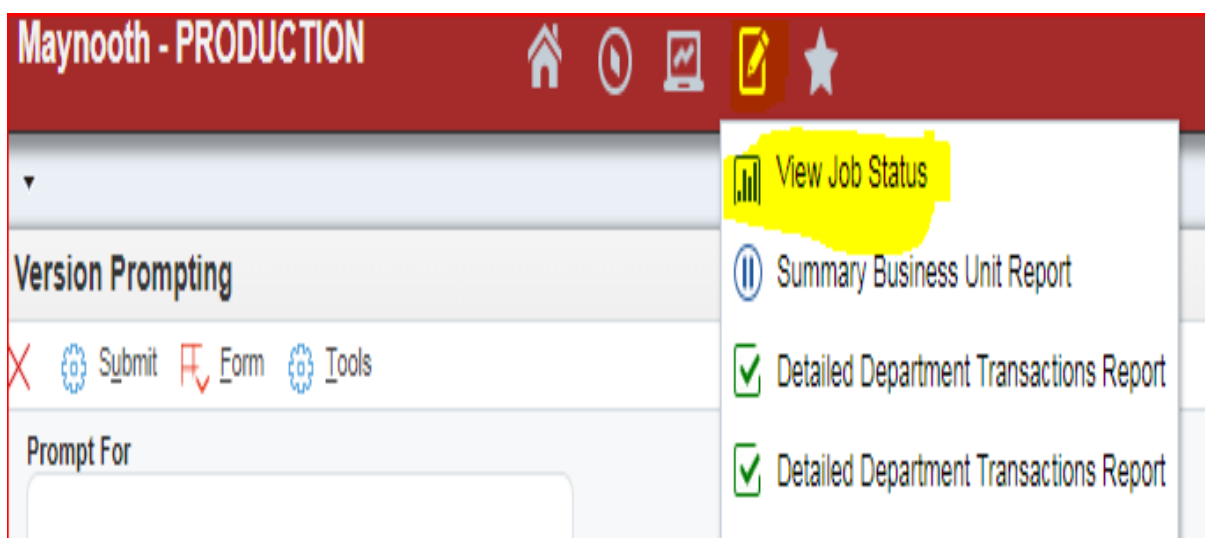 Maynooth - PRODUCTION
View Job Status
Version Prompting
Summary Business Unit Report
Submit Form Tools
Detailed Department Transactions Report
Prompt For
Detailed Department Transactions Report